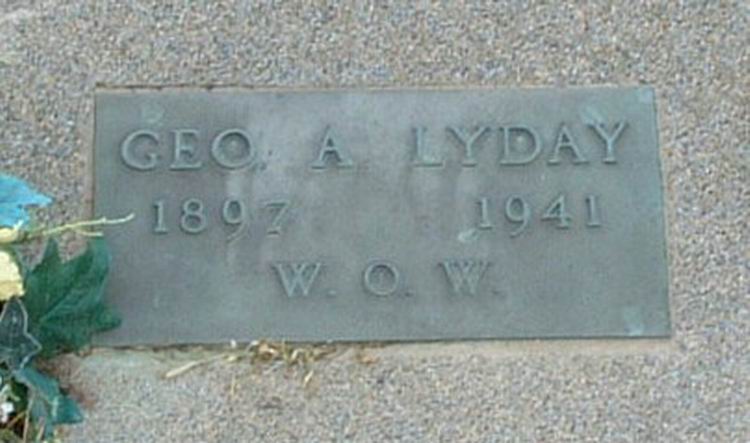 GEO. A. LYDAY
1897 1941
W. O. W.